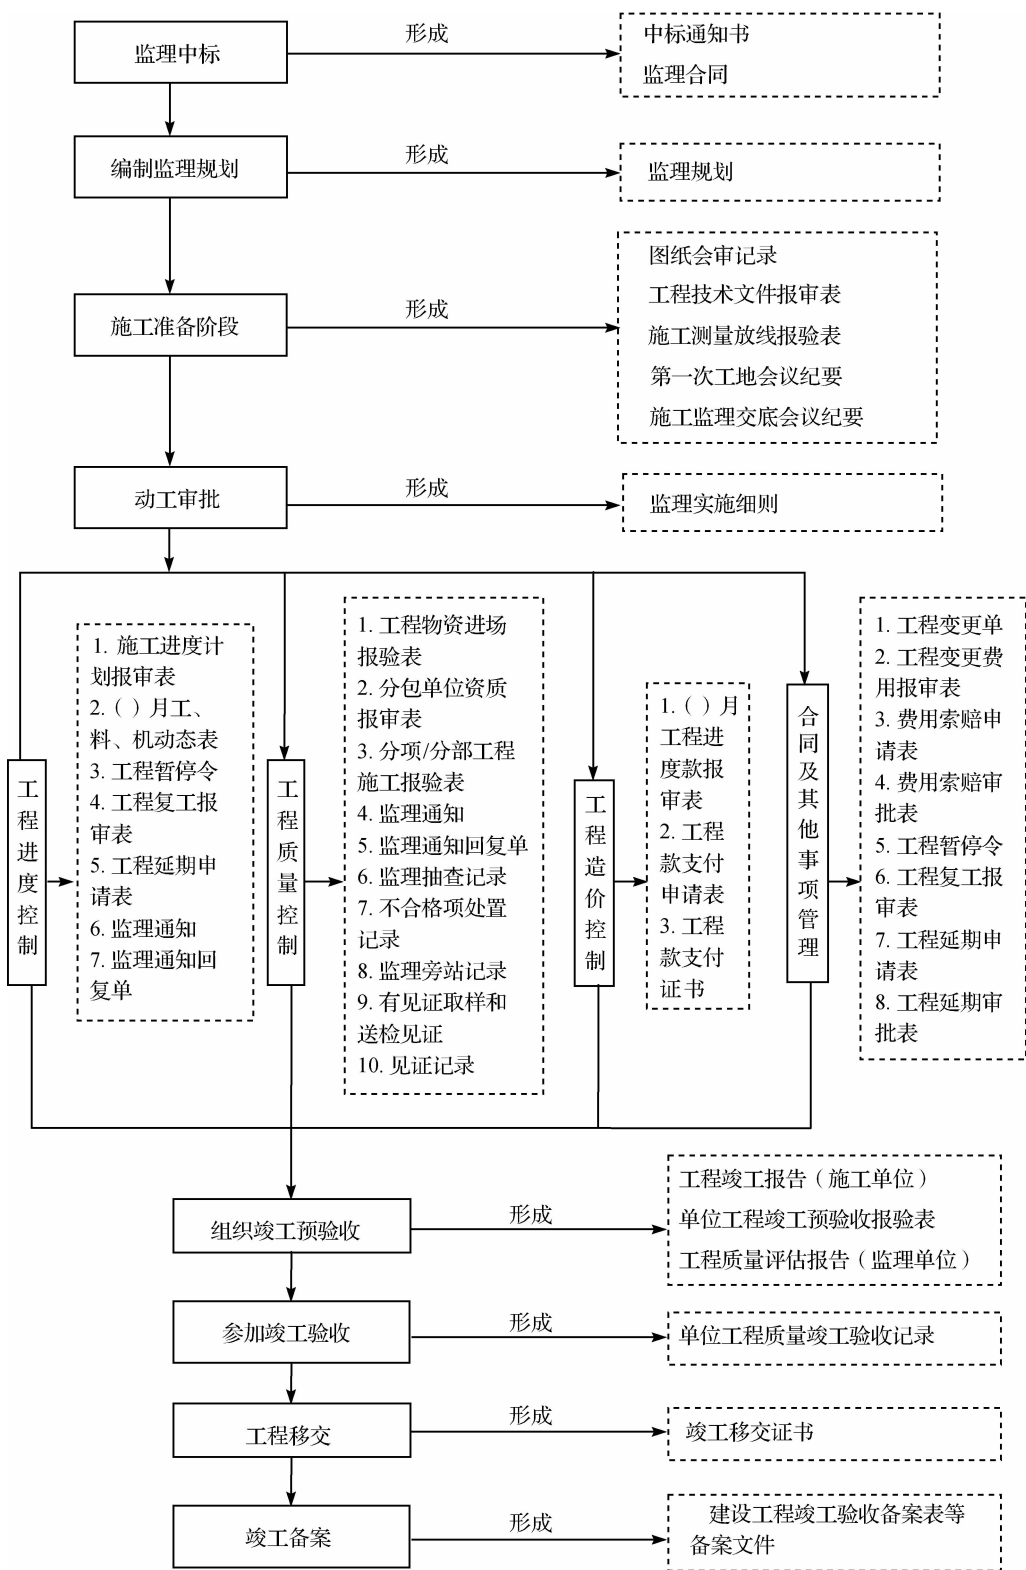 监理中标
形成
中标通知书
监理合同
编制监理规划
形成
监理规划
施工准备阶段
形成
图纸会审记录
工程技术文件报审表
施工测量放线报验表
第一次工地会议纪要
施工监理交底会议纪要
动工审批
形成
监理实施细则
工程进度控制
1. 施工进度计
划报审表
2. ( ) 月工、
料、机动态表
3. 工程暂停令
4. 工程复工报
审表
5. 工程延期申
请表
6. 监理通知
7. 监理通知回
复单
工程质量控制
1. 工程物资进场
报验表
2. 分包单位资质
报审表
3. 分项/分部工程
施工报验表
4. 监理通知
5. 监理通知回复单
6. 监理抽查记录
7. 不合格项处置
记录
8. 监理旁站记录
9. 有见证取样和
送检见证
10. 见证记录
工程造价控制
1. ( ) 月
工程进
度款报
审表
2. 工程
款支付
申请表
3. 工程
款支付
证书
合同及其他事项管理
1. 工程变更单
2. 工程变更费
用报审表
3. 费用索赔申
请表
4. 费用索赔审
批表
5. 工程暂停令
6. 工程复工报
审表
7. 工程延期申
请表
8. 工程延期审
批表
组织竣工预验收
形成
工程竣工报告（施工单位）
单位工程竣工预验收报验表
工程质量评估报告（监理单位）
参加竣工验收
形成
单位工程质量竣工验收记录
工程移交
形成
竣工移交证书
竣工备案
形成
建设工程竣工验收备案表等
备案文件